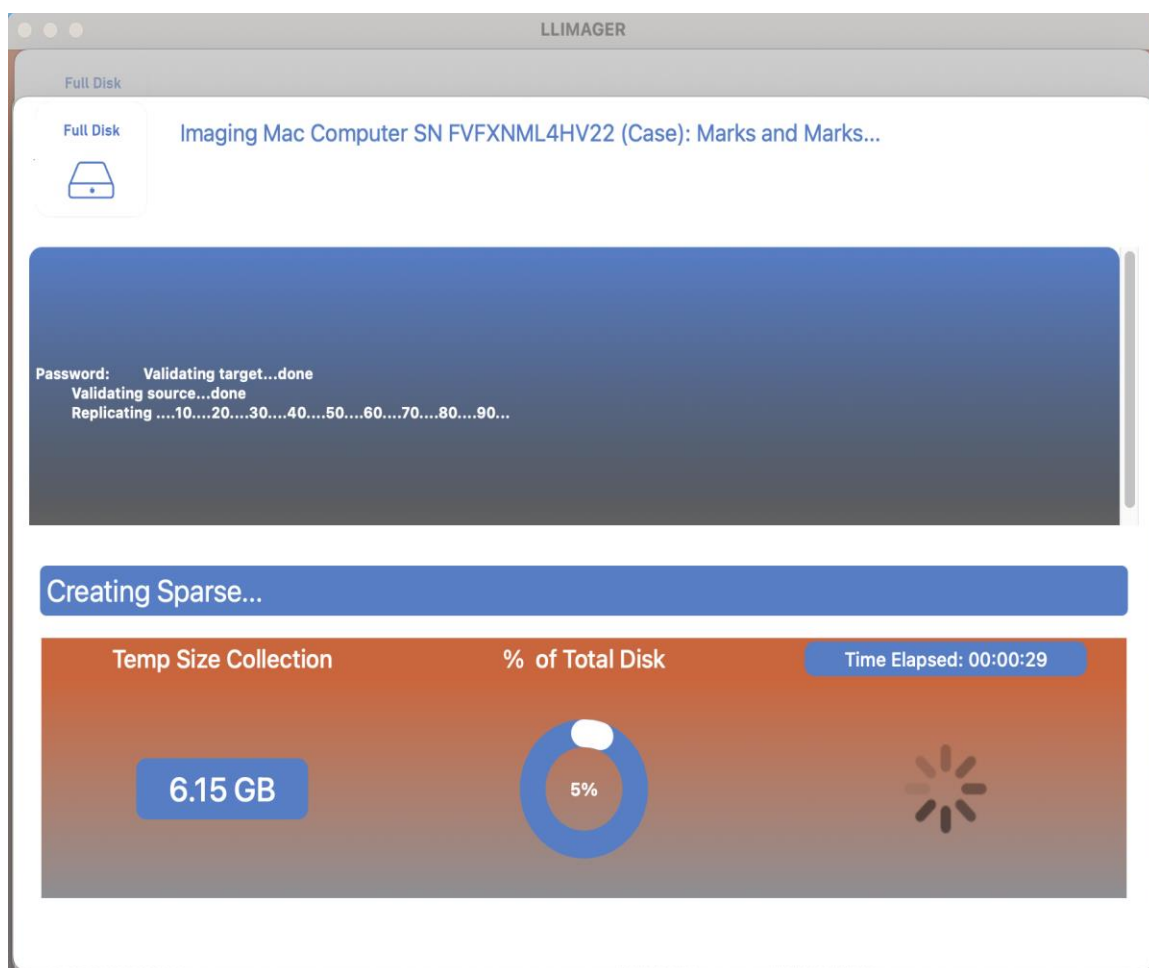 LLIMAGER
Full Disk
Full Disk
Imaging Mac Computer SN FVFXNML4HV22 (Case): Marks and Marks...
Password: Validating target...done
Validating source...done
Replicating ....10....20....30....40....50....60....70....80....90...
Creating Sparse...
Temp Size Collection
% of Total Disk
Time Elapsed: 00:00:29
6.15 GB
5%